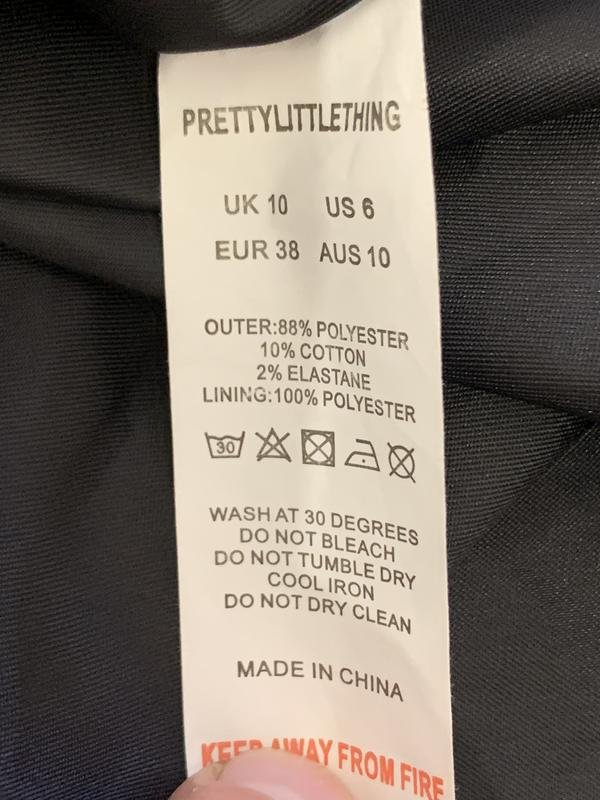 PRETTYLITTLETHING
UK 10 US 6
EUR 38 AUS 10
OUTER:88% POLYESTER
10% COTTON
2% ELASTANE
LINING:100% POLYESTER
30
WASH AT 30 DEGREES
DO NOT BLEACH
DO NOT TUMBLE DRY
COOL IRON
DO NOT DRY CLEAN
MADE IN CHINA
KEEP AWAY FROM FIRE